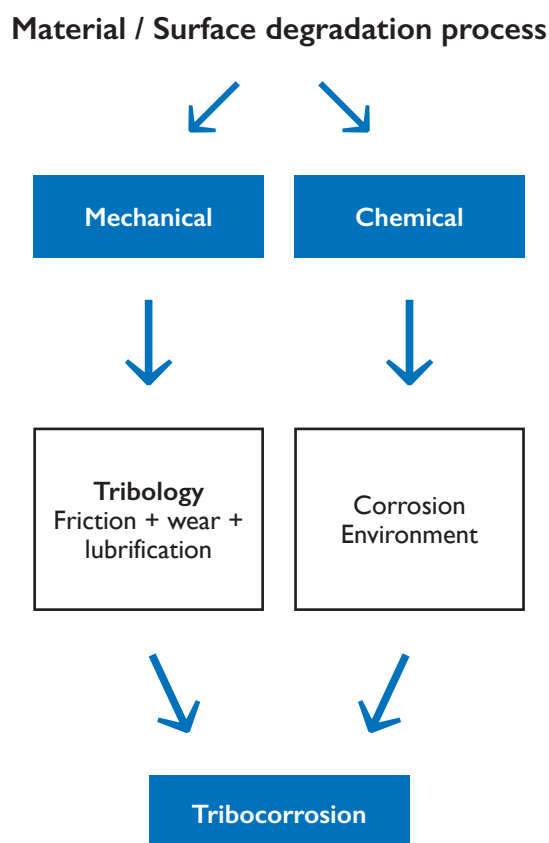 Material / Surface degradation process
Mechanical
Chemical
Tribology
Friction + wear +
lubrification
Corrosion
Environment
Tribocorrosion